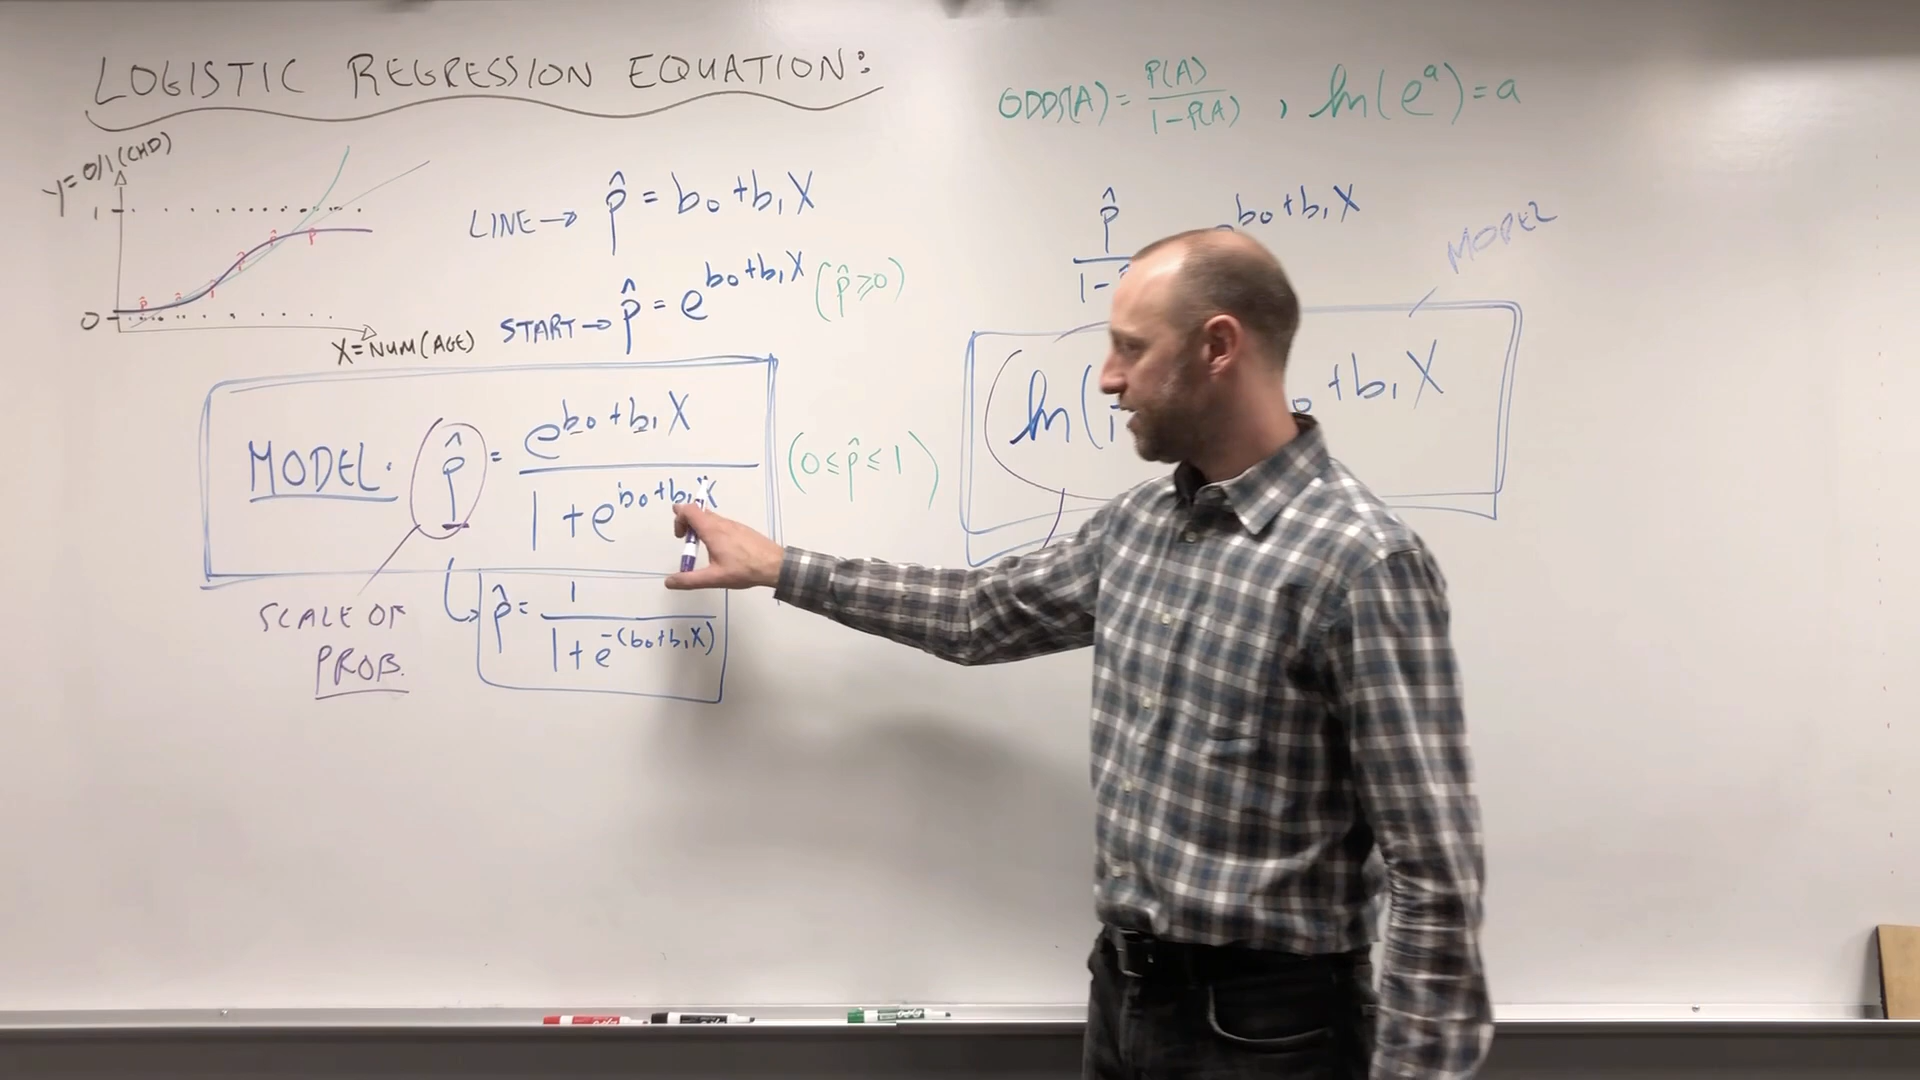 LOGISTIC REGRESSION EQUATION:
Y=0/1 (CHD)
1
0
X=NUM(AGE)
p̂ p̂ p̂ p̂ p̂ p̂
LINE → p̂ = b₀+b₁X
START → p̂ = e^(b₀+b₁X) (p̂≥0)
MODEL. p̂ = e^(b₀+b₁X) / 1+e^(b₀+b₁X) (0≤p̂≤1)
SCALE OF
PROB.
p̂ = 1 / 1+e^-(b₀+b₁X)
ODDS(A) = P(A) / 1-P(A) , ln(e^a)=a
p̂ / 1- b₀+b₁X
MODEL
ln( +b₁X